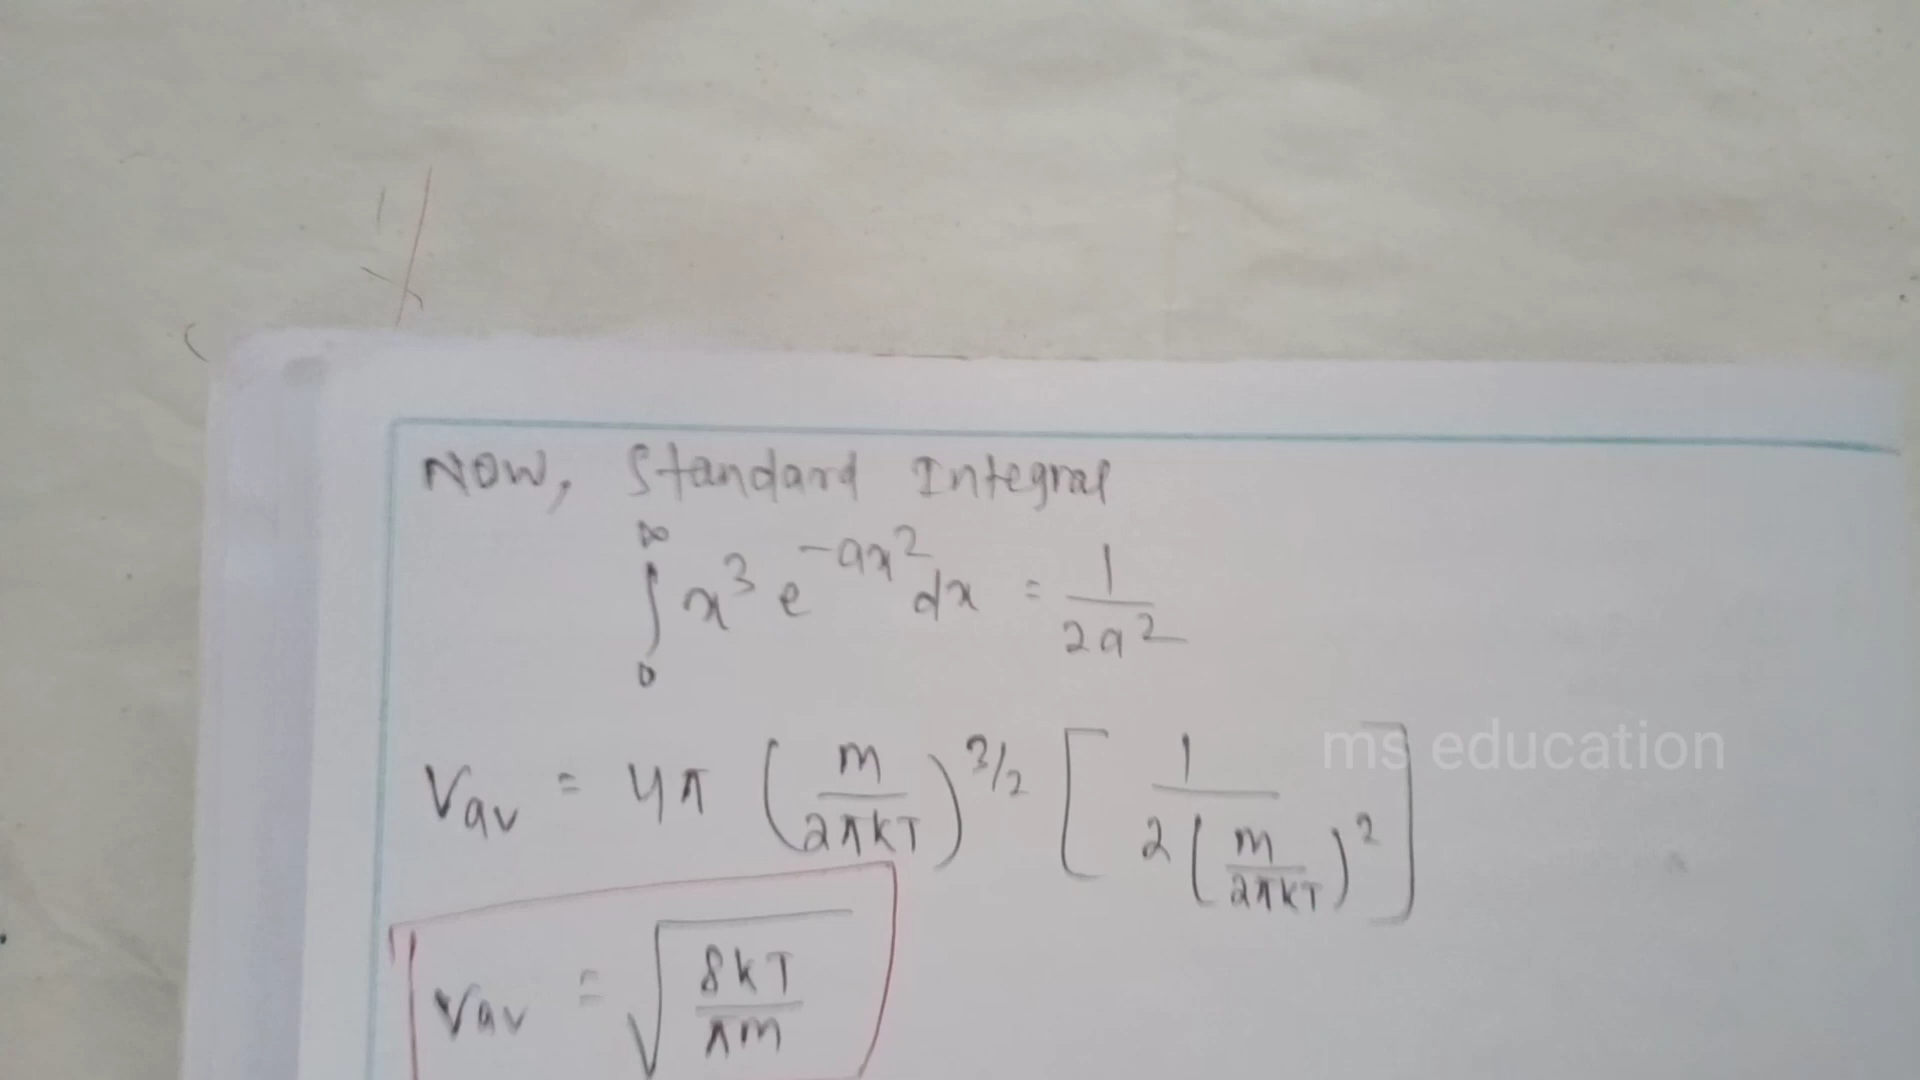 Now, Standard Integral
∫₀^∞ x³ e^(-ax²) dx = 1/(2a²)
Vav = 4π (m/(2πkT))^(3/2) [1/(2(m/(2πkT))²)]
ms education
Vav = √(8kT/(πm))